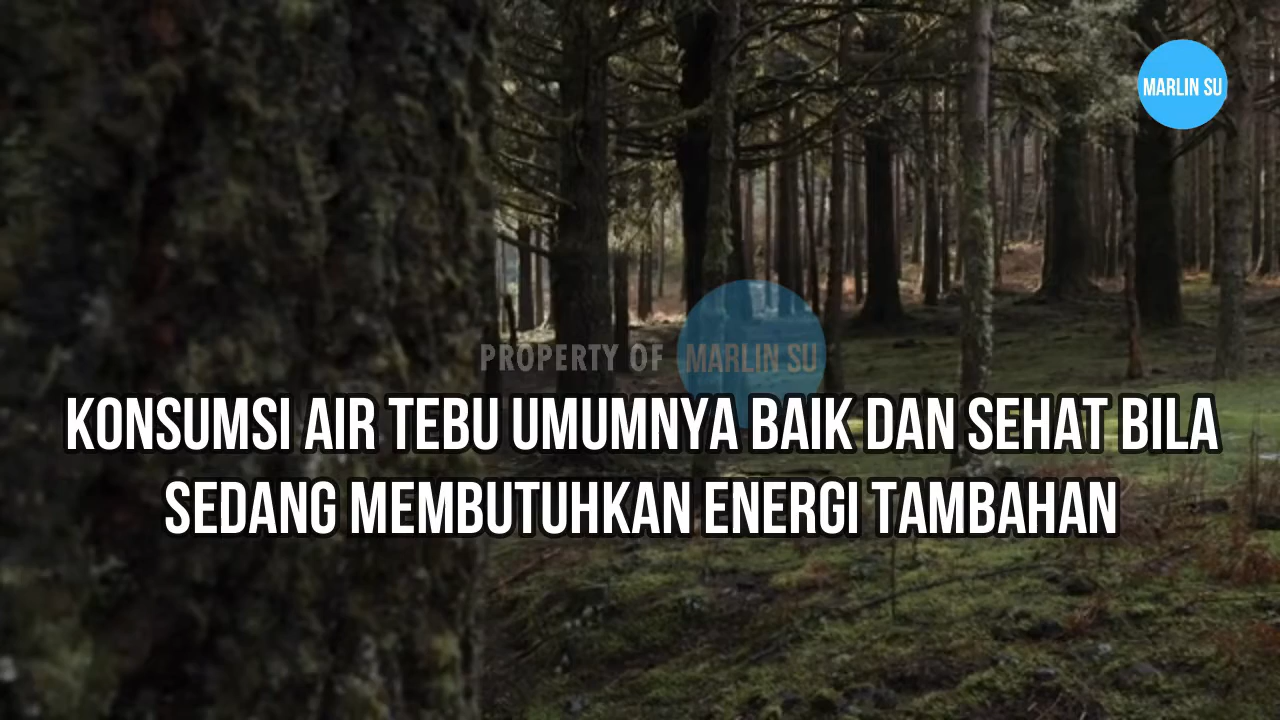 MARLIN SU
PROPERTY OF MARLIN SU
KONSUMSI AIR TEBU UMUMNYA BAIK DAN SEHAT BILA
SEDANG MEMBUTUHKAN ENERGI TAMBAHAN